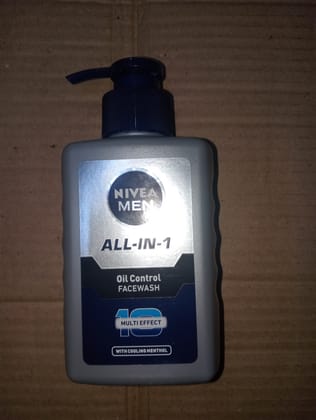 NIVEA
MEN
ALL-IN-1
Oil Control
FACEWASH
10
MULTI EFFECT
WITH COOLING MENTHOL